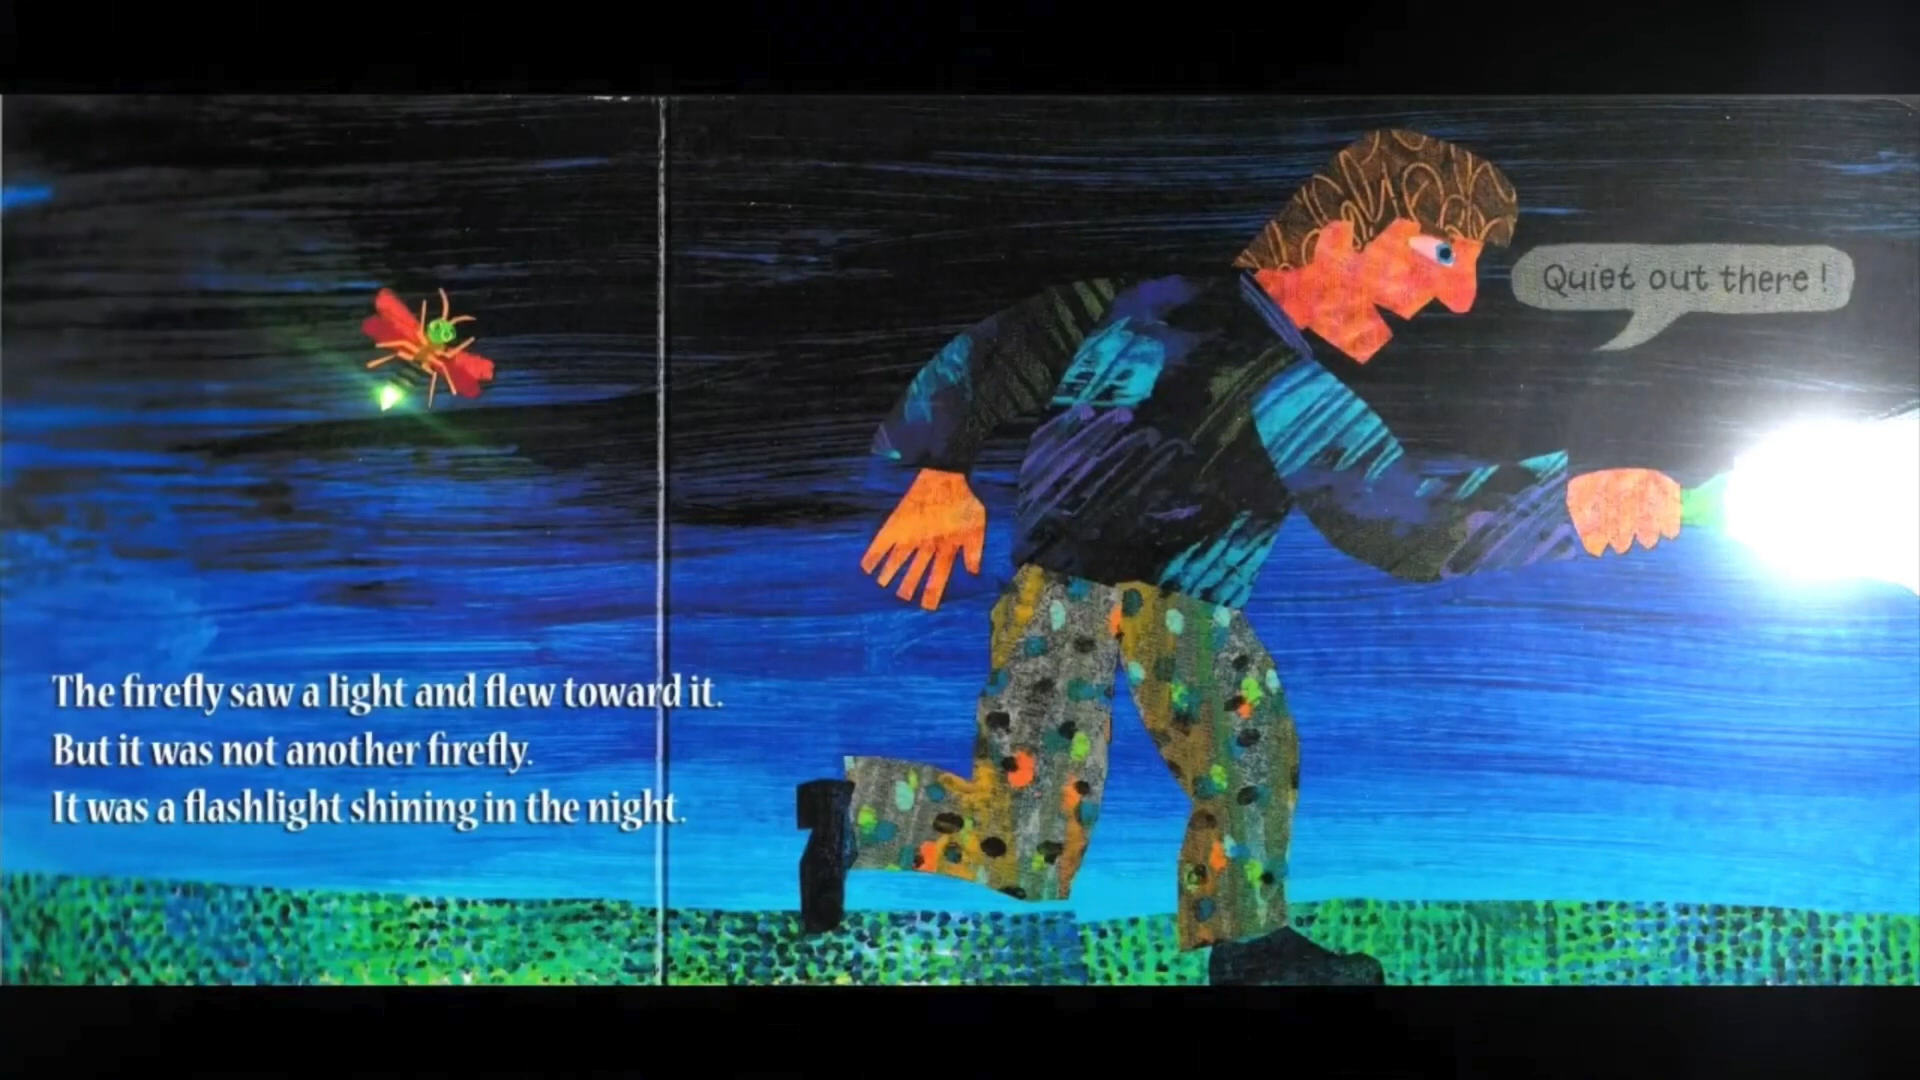 Quiet out there!
The firefly saw a light and flew toward it.
But it was not another firefly.
It was a flashlight shining in the night.